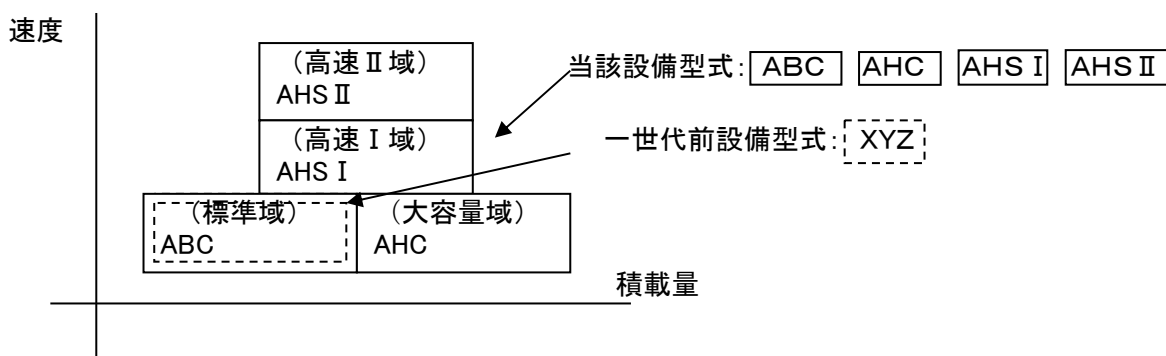 速度
（高速Ⅱ域）
AHSⅡ
当該設備型式： ABC AHC AHSⅠ AHSⅡ
（高速Ⅰ域）
AHSⅠ
一世代前設備型式： XYZ
（標準域）
ABC
（大容量域）
AHC
積載量